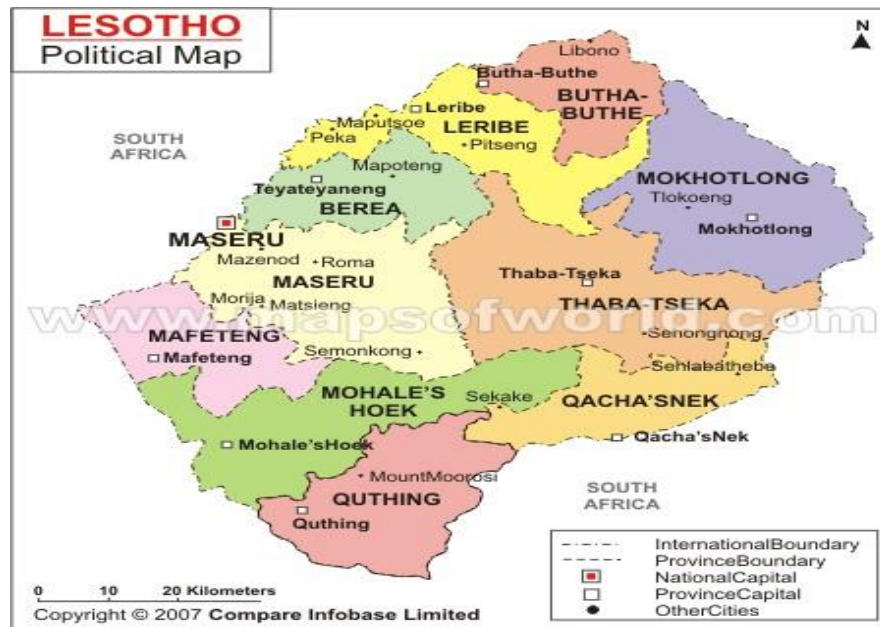 LESOTHO
Political Map
N
Libono
Butha-Buthe
BUTHA-
BUTHE
Leribe
Maputsoe
LERIBE
Peka
Pitseng
SOUTH
AFRICA
Mapoteng
MOKHOTLONG
Teyateyaneng
Tlokoeng
BEREA
Mokhotlong
MASERU
Mazenod
Roma
MASERU
Thaba-Tseka
Morija
Matsieng
THABA-TSEKA
www.mapsofworld.com
MAFETENG
Senongnong
Mafeteng
Semonkong
Sehlabathebe
MOHALE'S
HOEK
Sekake
QACHA'SNEK
Mohale'sHoek
Qacha'sNek
MountMoorosi
QUTHING
SOUTH
AFRICA
Quthing
InternationalBoundary
ProvinceBoundary
NationalCapital
ProvinceCapital
OtherCities
0 10 20 Kilometers
Copyright © 2007 Compare Infobase Limited